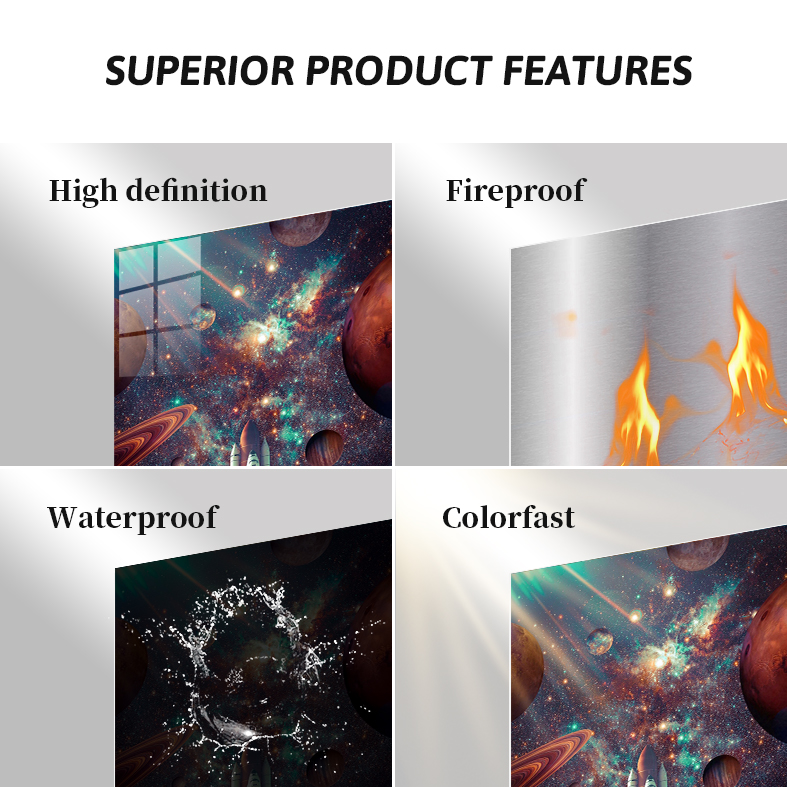 SUPERIOR PRODUCT FEATURES
High definition
Fireproof
Waterproof
Colorfast